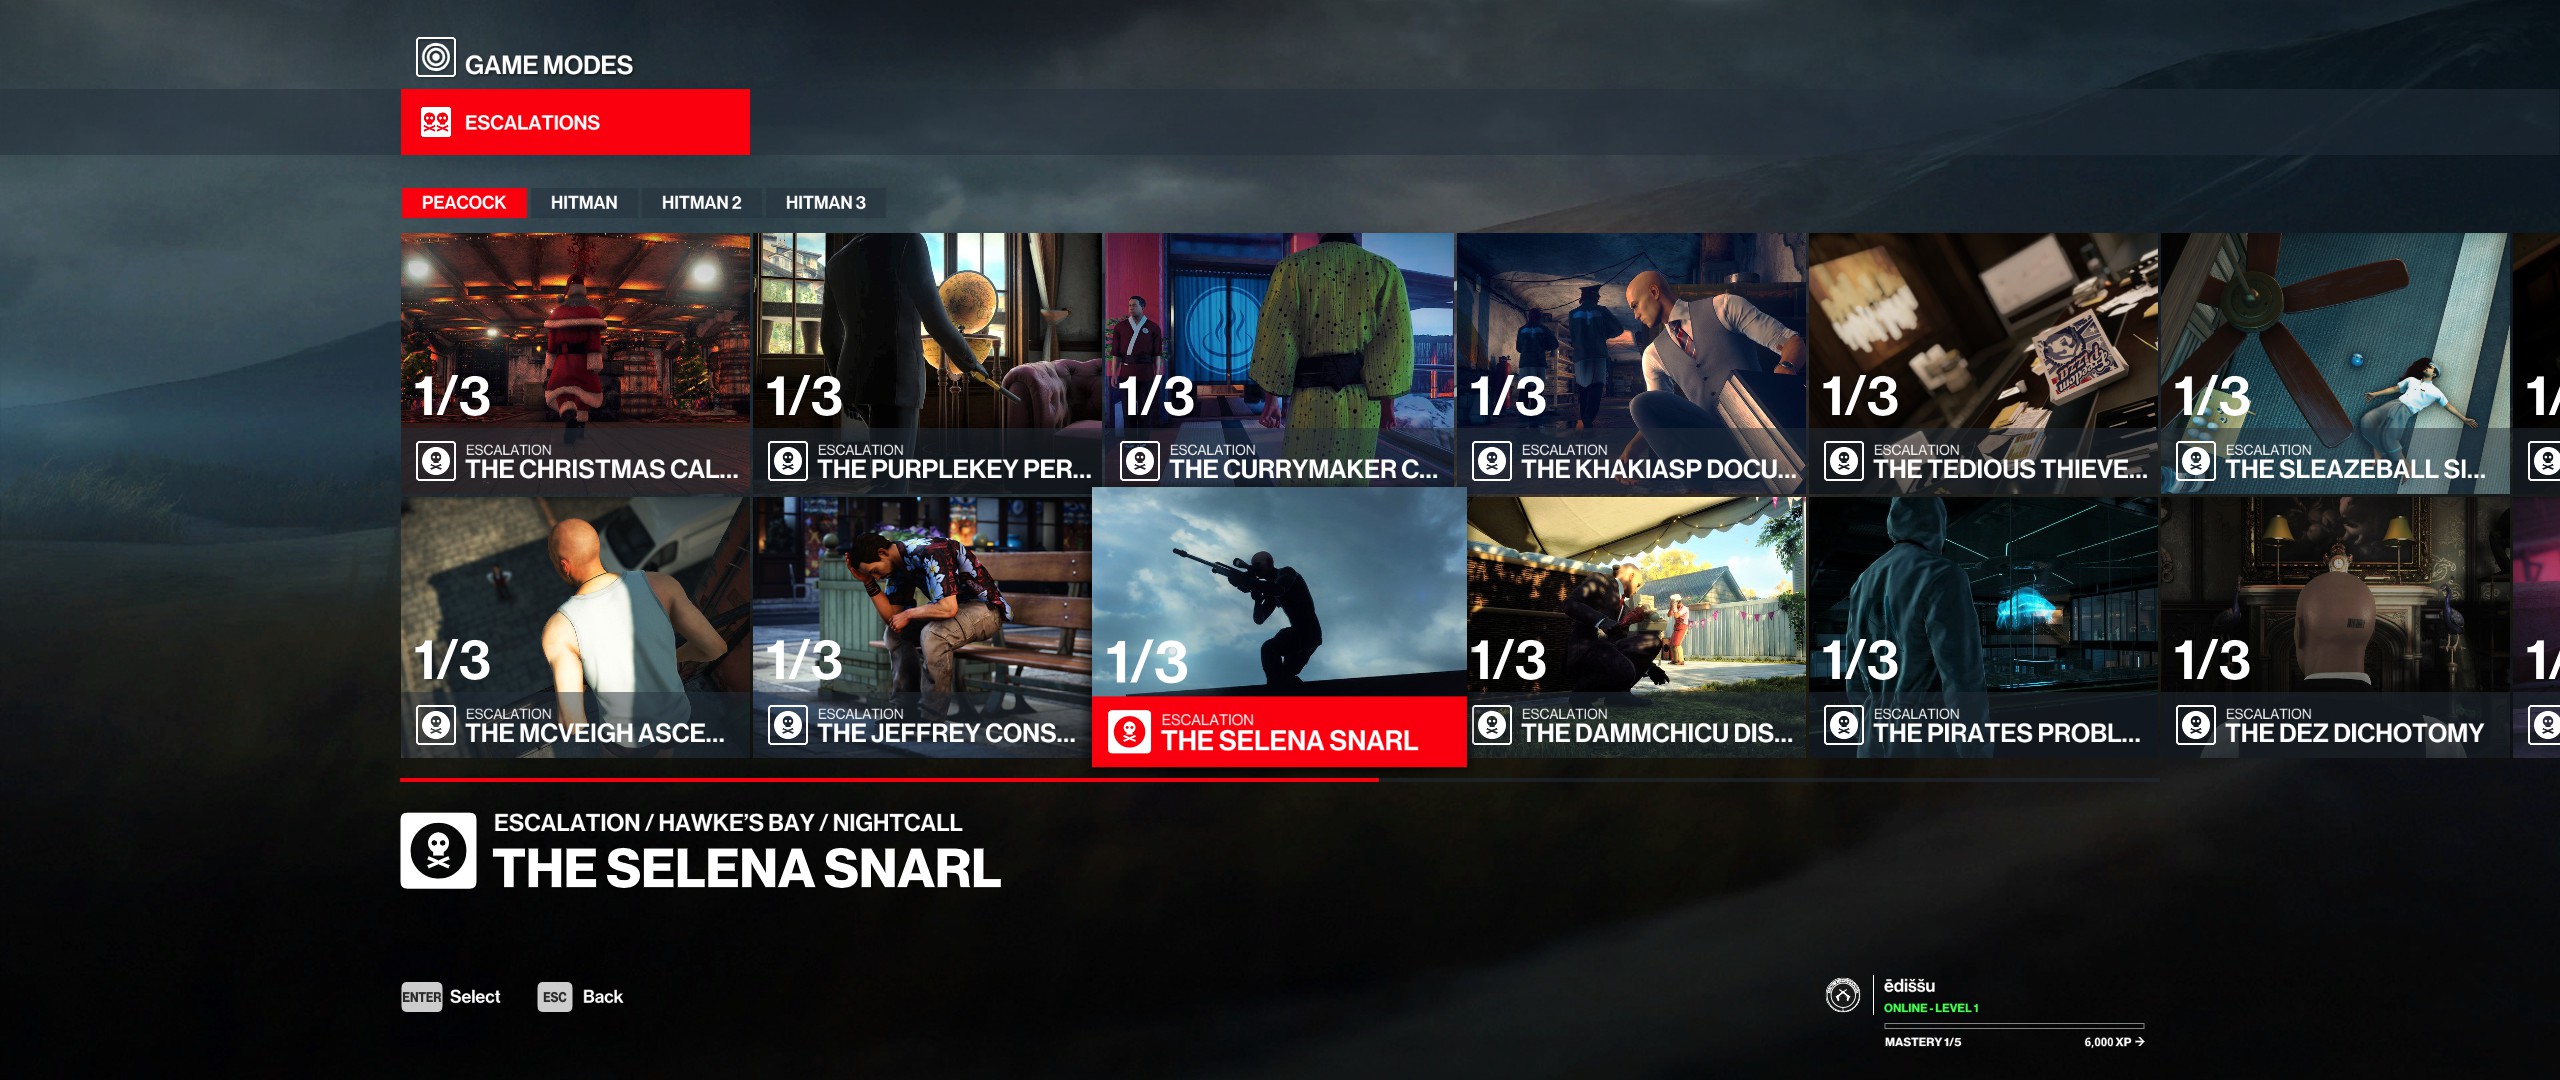 GAME MODES
ESCALATIONS
PEACOCK HITMAN HITMAN 2 HITMAN 3
1/3 1/3 1/3 1/3 1/3 1/3 1/
ESCALATION ESCALATION ESCALATION ESCALATION ESCALATION ESCALATION
THE CHRISTMAS CAL... THE PURPLEKEY PER... THE CURRYMAKER C... THE KHAKIASP DOCU... THE TEDIOUS THIEVE... THE SLEAZEBALL SI...
1/3 1/3 1/3 1/3 1/3 1/3 1/
ESCALATION ESCALATION ESCALATION ESCALATION ESCALATION ESCALATION
THE MCVEIGH ASCE... THE JEFFREY CONS... THE SELENA SNARL THE DAMMCHICU DIS... THE PIRATES PROBL... THE DEZ DICHOTOMY
ESCALATION / HAWKE'S BAY / NIGHTCALL
THE SELENA SNARL
ENTER Select ESC Back
ēdiššu
ONLINE - LEVEL 1
MASTERY 1/5 6,000 XP →